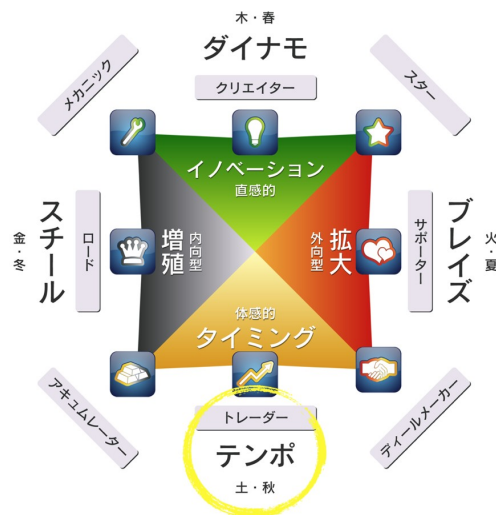 木・春
ダイナモ
メカニック
クリエイター
スター
イノベーション
直感的
金・冬
スチール
ロード
増殖
内向型
外向型
拡大
サポーター
ブレイズ
火・夏
体感的
タイミング
アキュムレーター
トレーダー
ディールメーカー
テンポ
土・秋